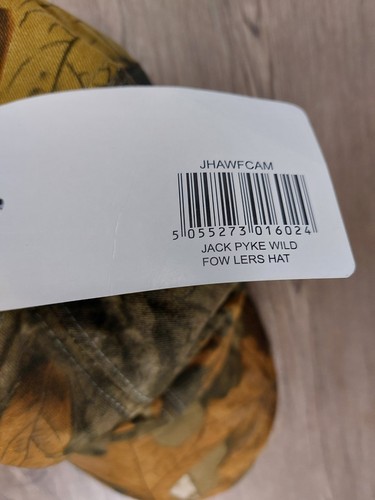 JHAWFCAM
5 055273 016024
JACK PYKE WILD
FOW LERS HAT